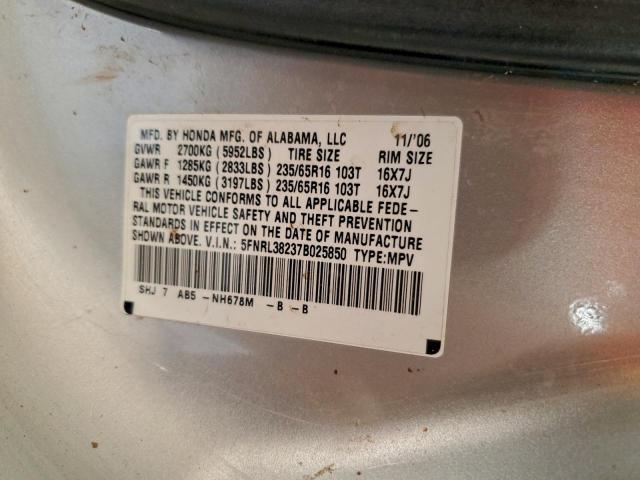 MFD. BY HONDA MFG. OF ALABAMA, LLC 11/'06
GVWR 2700KG (5952LBS) TIRE SIZE RIM SIZE
GAWR F 1285KG (2833LBS) 235/65R16 103T 16X7J
GAWR R 1450KG (3197LBS) 235/65R16 103T 16X7J
THIS VEHICLE CONFORMS TO ALL APPLICABLE FEDE-
RAL MOTOR VEHICLE SAFETY AND THEFT PREVENTION
STANDARDS IN EFFECT ON THE DATE OF MANUFACTURE
SHOWN ABOVE. V.I.N.: 5FNRL38237B025850 TYPE:MPV
SHJ 7 AB5 -NH678M -B -B